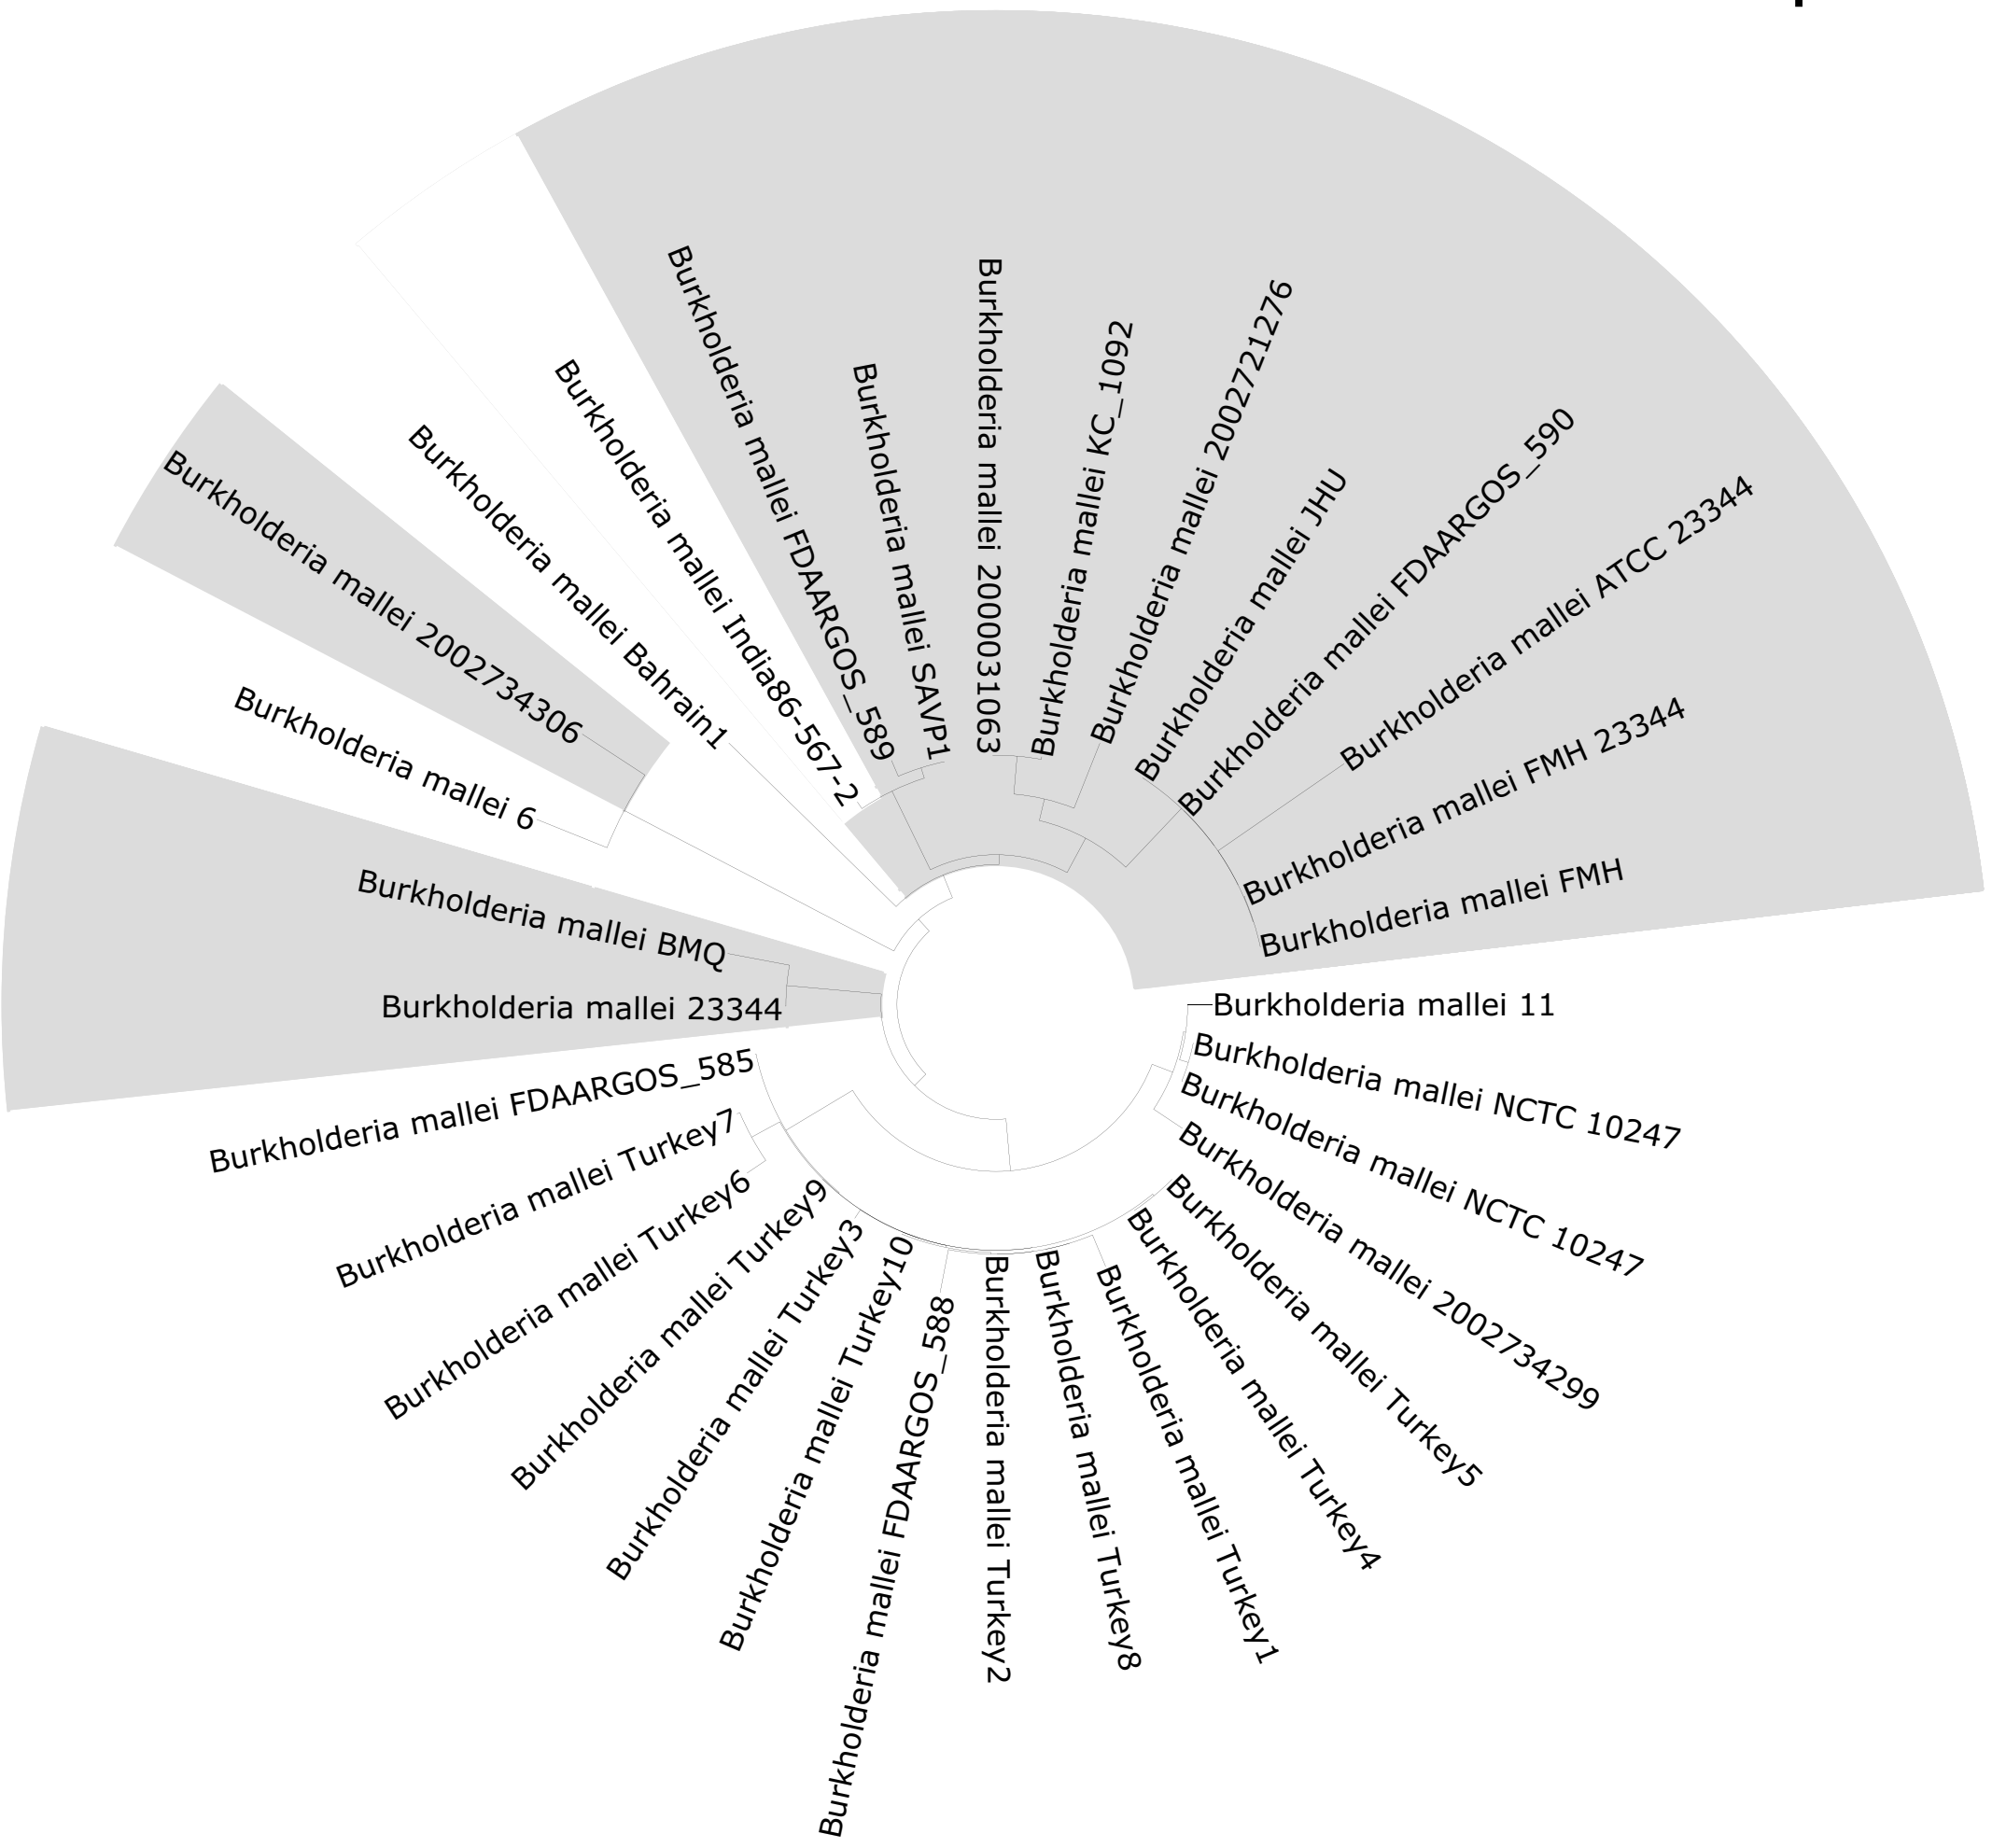 Burkholderia mallei FDAARGOS_589
Burkholderia mallei SAVP1
Burkholderia mallei 2000031063
Burkholderia mallei KC_1092
Burkholderia mallei 2002721276
Burkholderia mallei JHU
Burkholderia mallei FDAARGOS_590
Burkholderia mallei ATCC 23344
Burkholderia mallei FMH 23344
Burkholderia mallei FMH
Burkholderia mallei 11
Burkholderia mallei NCTC 10247
Burkholderia mallei NCTC 10247
Burkholderia mallei 2002734299
Burkholderia mallei Turkey5
Burkholderia mallei Turkey4
Burkholderia mallei Turkey1
Burkholderia mallei Turkey8
Burkholderia mallei Turkey2
Burkholderia mallei FDAARGOS_588
Burkholderia mallei Turkey10
Burkholderia mallei Turkey3
Burkholderia mallei Turkey9
Burkholderia mallei Turkey6
Burkholderia mallei Turkey7
Burkholderia mallei FDAARGOS_585
Burkholderia mallei 23344
Burkholderia mallei BMQ
Burkholderia mallei 6
Burkholderia mallei 2002734306
Burkholderia mallei Bahrain1
Burkholderia mallei India86-567-2